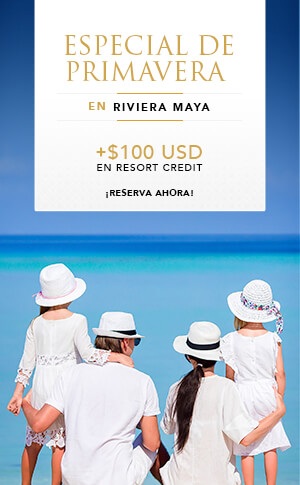 ESPECIAL DE
PRIMAVERA
EN RIVIERA MAYA
+$100 USD
EN RESORT CREDIT
¡RESERVA AHORA!